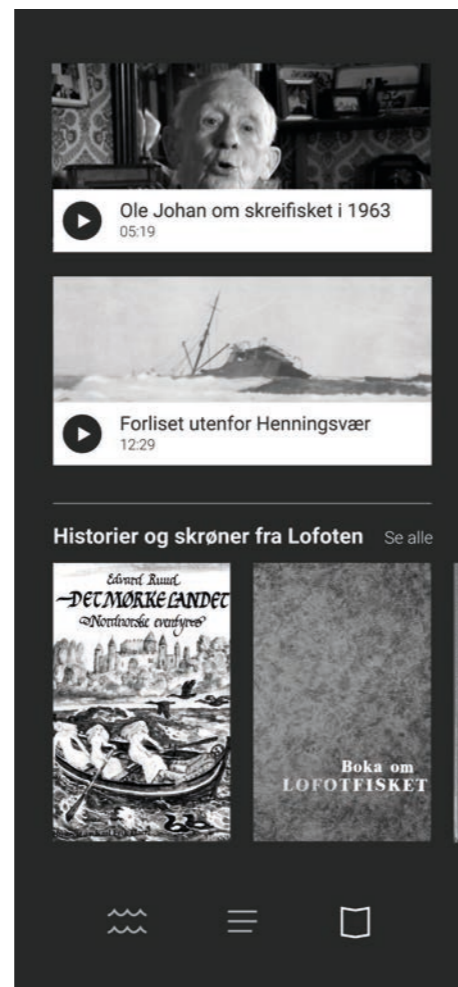 Ole Johan om skreifisket i 1963
05:19
Forliset utenfor Henningsvær
12:29
Historier og skrøner fra Lofoten Se alle
Edvard Ruud
DET MØRKE LANDET
Nordnorske eventyr
Boka om
LOFOTFISKET